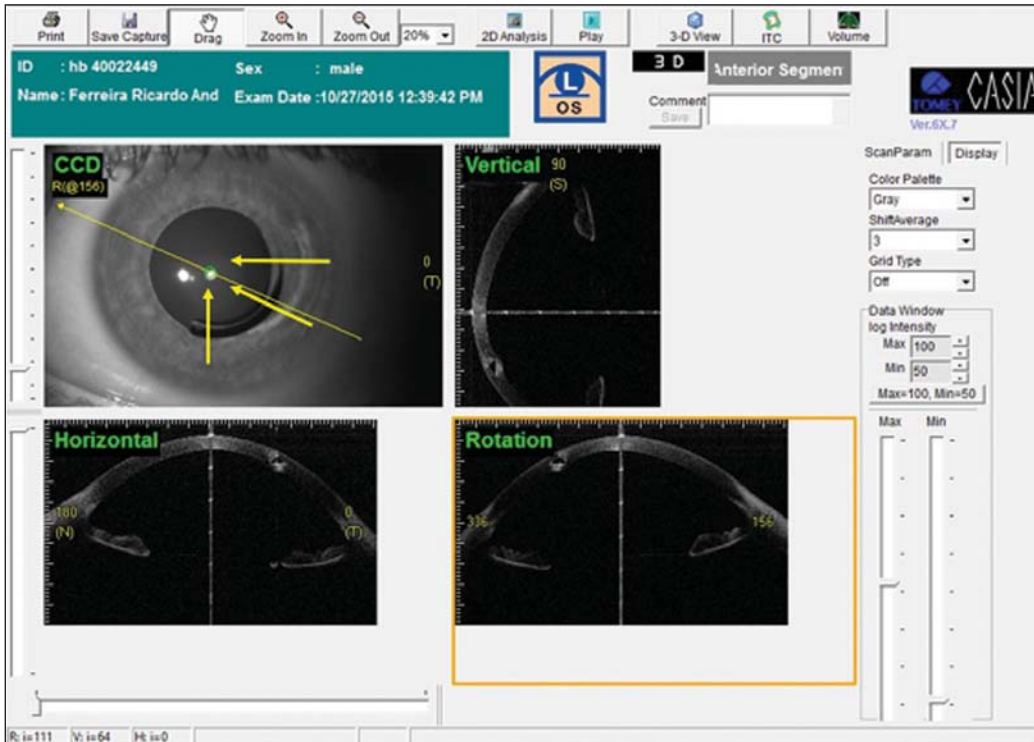 Print Save Capture Drag Zoom In Zoom Out 20% 2D Analysis Play 3-D View ITC Volume
ID : hb 40022449 Sex : male
Name : Ferreira Ricardo And Exam Date :10/27/2015 12:39:42 PM
L
OS
3 D Anterior Segmen
Comment
Save
TOMEY CASIA
Ver.6X.7
ScanParam Display
Color Palette
Gray
ShiftAverage
3
Grid Type
Off
Data Window
log Intensity
Max 100
Min 50
Max=100, Min=50
Max Min
CCD
R(@156)
0
(T)
Vertical
90
(S)
Horizontal
180
(N)
0
(T)
Rotation
336
156
R: i=111 V: i=64 H: i=0